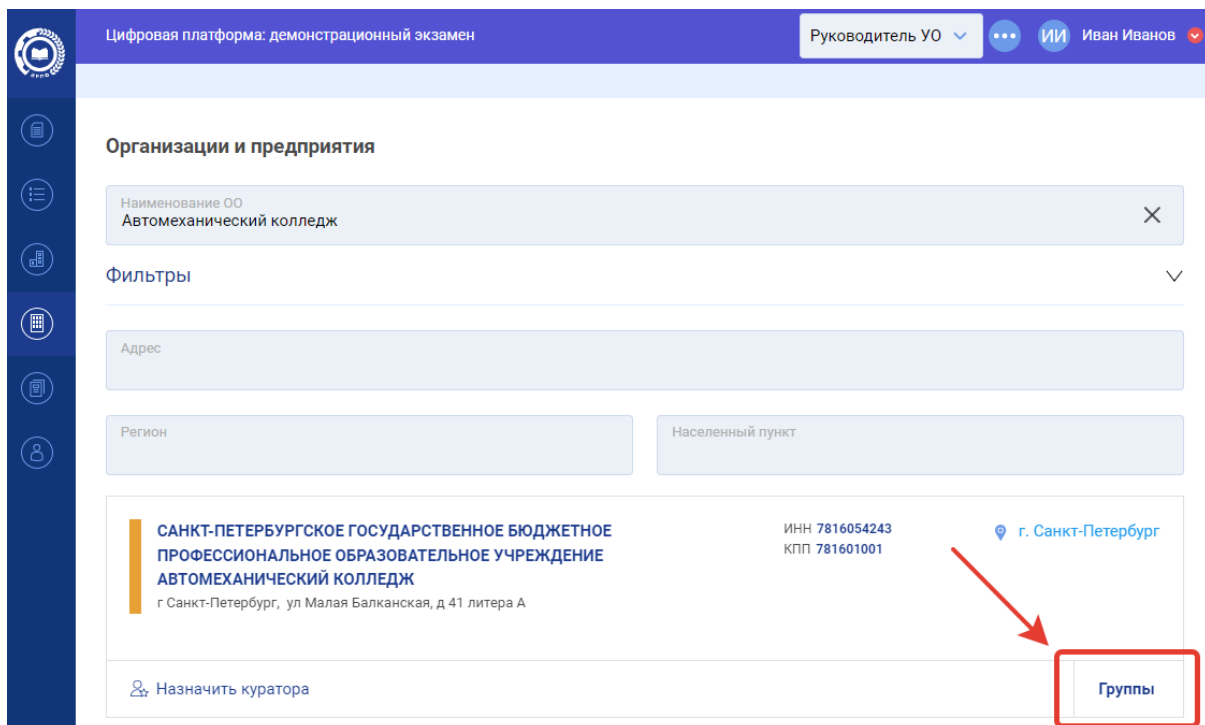 Цифровая платформа: демонстрационный экзамен
Руководитель УО
ИИ
Иван Иванов
Организации и предприятия
Наименование ОО
Автомеханический колледж
Фильтры
Адрес
Регион
Населенный пункт
САНКТ-ПЕТЕРБУРГСКОЕ ГОСУДАРСТВЕННОЕ БЮДЖЕТНОЕ
ПРОФЕССИОНАЛЬНОЕ ОБРАЗОВАТЕЛЬНОЕ УЧРЕЖДЕНИЕ
АВТОМЕХАНИЧЕСКИЙ КОЛЛЕДЖ
г Санкт-Петербург, ул Малая Балканская, д 41 литера А
ИНН 7816054243
КПП 781601001
г. Санкт-Петербург
Назначить куратора
Группы